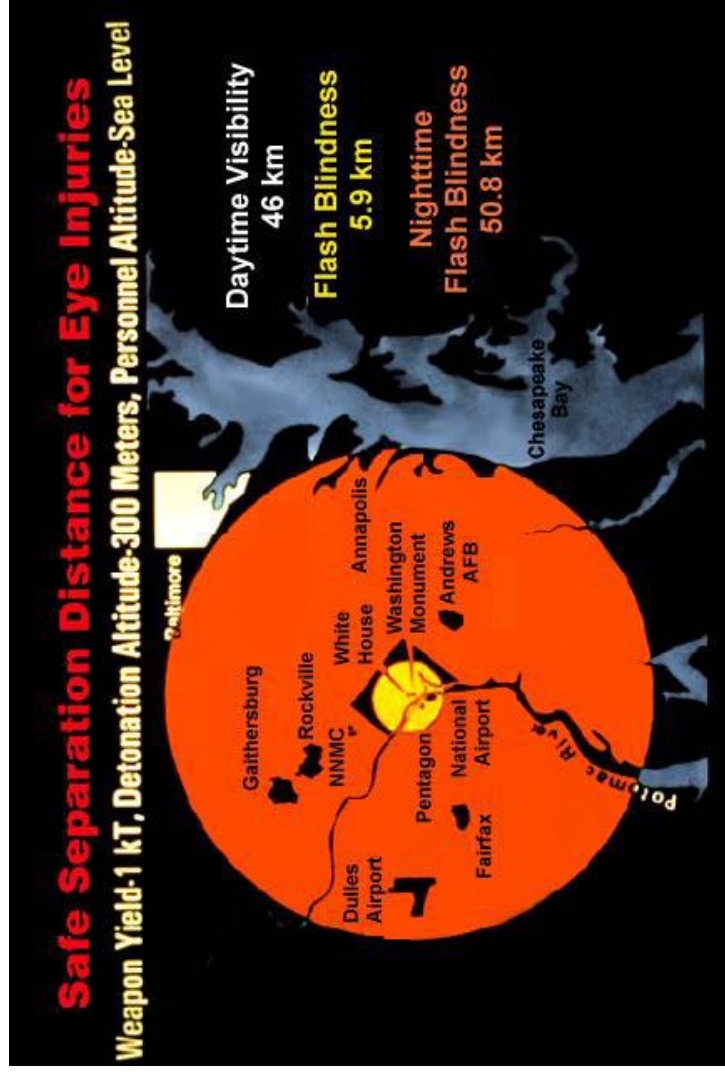 Safe Separation Distance for Eye Injuries
Weapon Yield-1 kT, Detonation Altitude-300 Meters, Personnel Altitude-Sea Level
Daytime Visibility
46 km
Flash Blindness
5.9 km
Nighttime
Flash Blindness
50.8 km
Baltimore
Gaithersburg
Rockville
NNMC
White
House
Annapolis
Washington
Monument
Dulles
Airport
Pentagon
National
Airport
Andrews
AFB
Fairfax
Chesapeake
Bay
Potomac River